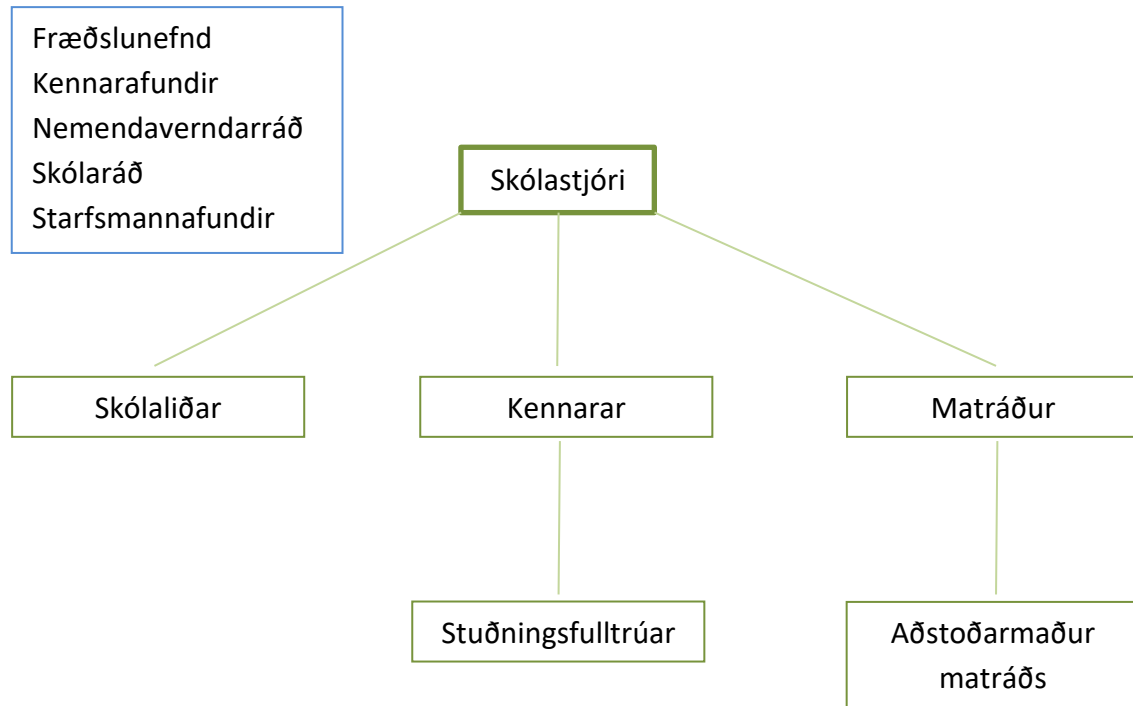 Fræðslunefnd
Kennarafundir
Nemendaverndarráð
Skólaráð
Starfsmannafundir
Skólastjóri
Skólaliðar
Kennarar
Matráður
Stuðningsfulltrúar
Aðstoðarmaður
matráðs